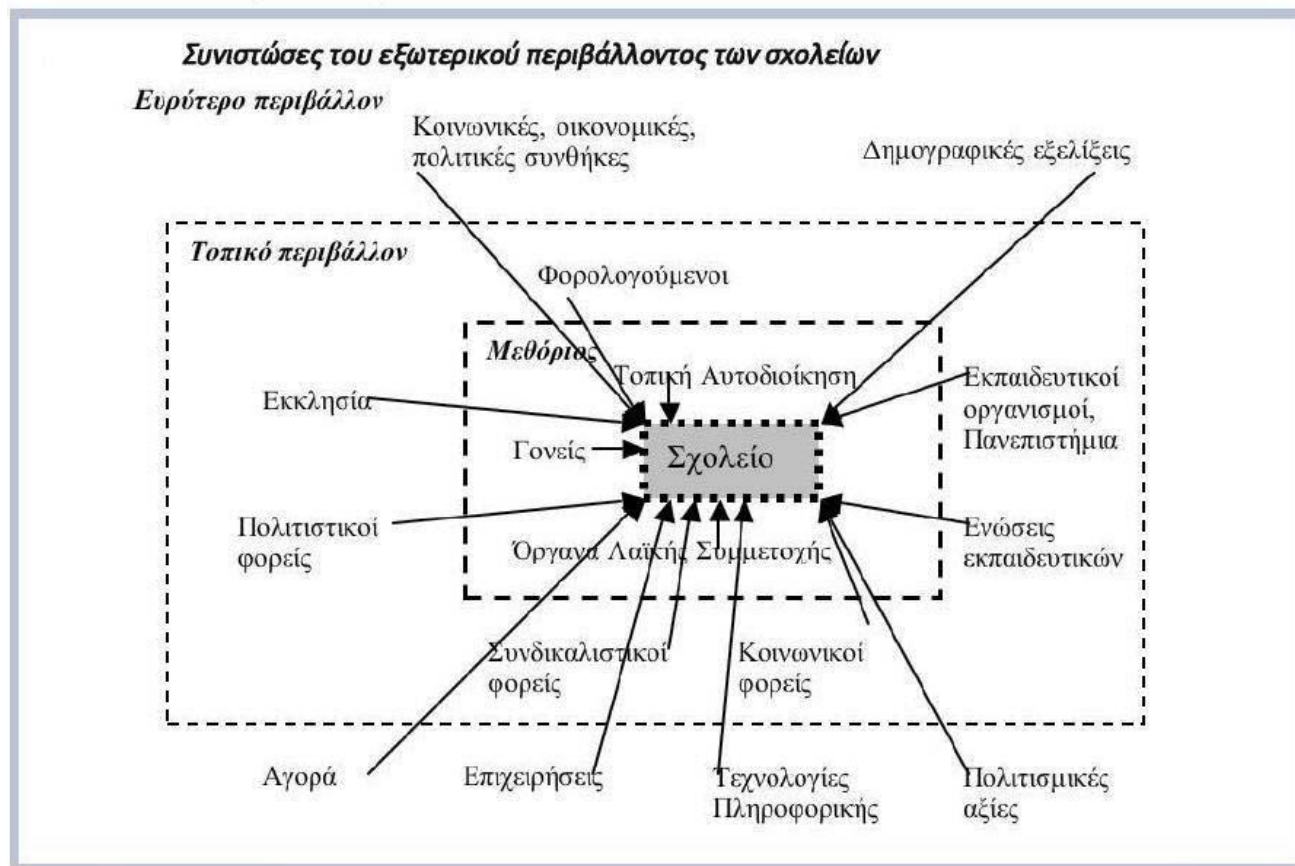 Συνιστώσες του εξωτερικού περιβάλλοντος των σχολείων
Ευρύτερο περιβάλλον
Κοινωνικές, οικονομικές,
πολιτικές συνθήκες
Δημογραφικές εξελίξεις
Τοπικό περιβάλλον
Φορολογούμενοι
Μεθόριος
Τοπική Αυτοδιοίκηση
Εκκλησία
Εκπαιδευτικοί
οργανισμοί,
Πανεπιστήμια
Γονείς
Σχολείο
Πολιτιστικοί
φορείς
Όργανα Λαϊκής Συμμετοχής
Ενώσεις
εκπαιδευτικών
Συνδικαλιστικοί
φορείς
Κοινωνικοί
φορείς
Αγορά
Επιχειρήσεις
Τεχνολογίες
Πληροφορικής
Πολιτισμικές
αξίες